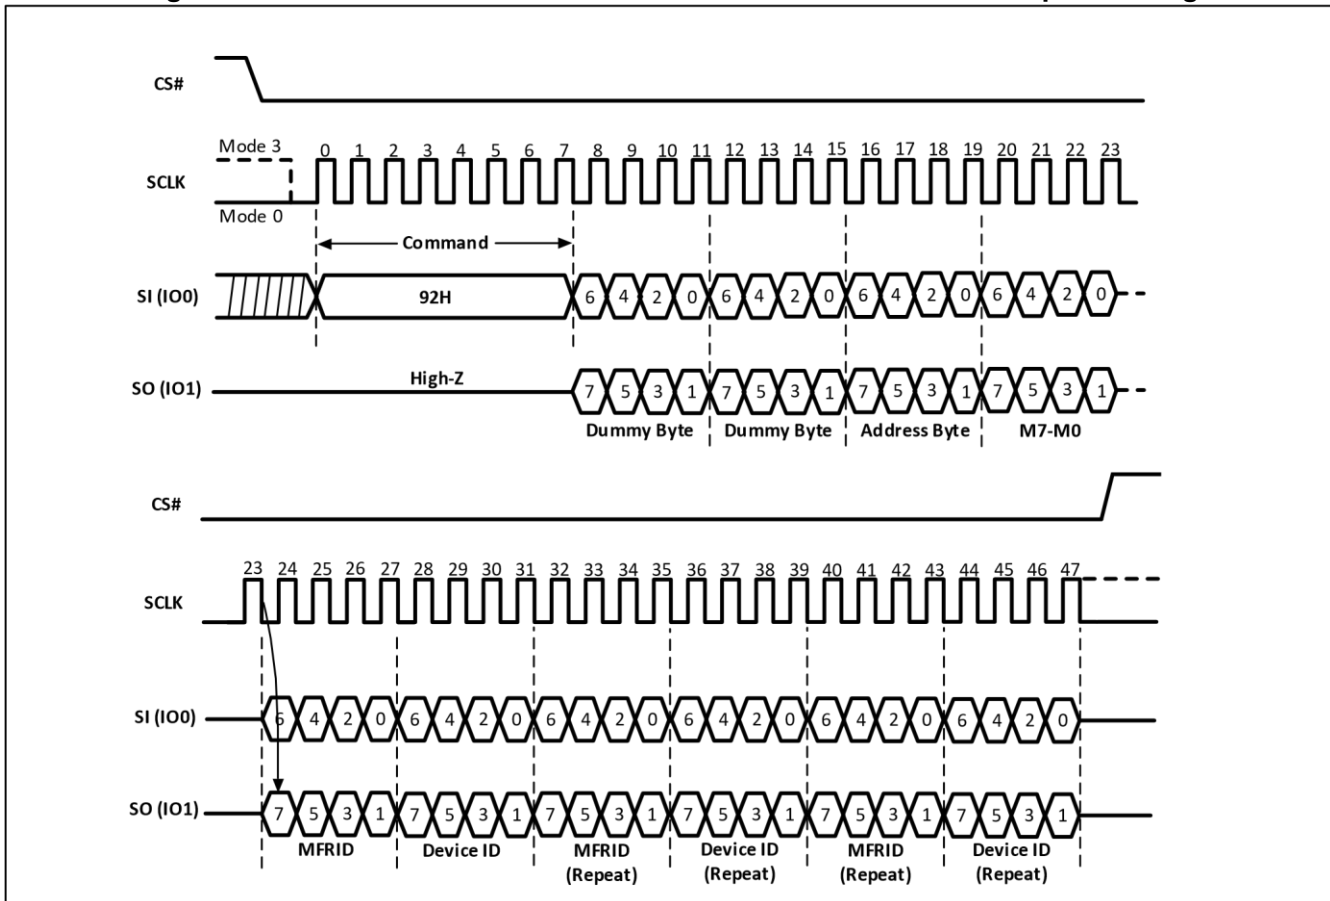 CS#
Mode 3
0 1 2 3 4 5 6 7 8 9 10 11 12 13 14 15 16 17 18 19 20 21 22 23
SCLK
Mode 0
Command
SI (IO0) 92H 6 4 2 0 6 4 2 0 6 4 2 0 6 4 2 0
High-Z
SO (IO1) 7 5 3 1 7 5 3 1 7 5 3 1 7 5 3 1
Dummy Byte Dummy Byte Address Byte M7-M0
CS#
23 24 25 26 27 28 29 30 31 32 33 34 35 36 37 38 39 40 41 42 43 44 45 46 47
SCLK
SI (IO0) 6 4 2 0 6 4 2 0 6 4 2 0 6 4 2 0 6 4 2 0 6 4 2 0
SO (IO1) 7 5 3 1 7 5 3 1 7 5 3 1 7 5 3 1 7 5 3 1 7 5 3 1
MFRID Device ID MFRID Device ID MFRID Device ID
(Repeat) (Repeat) (Repeat) (Repeat)